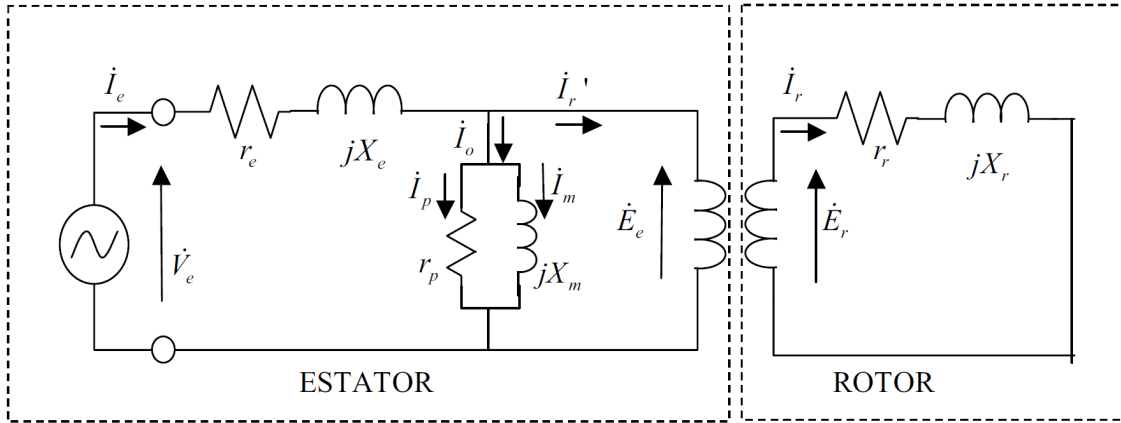 İe
re
jXe
İo
İr'
İp
İm
rp
jXm
V̇e
Ėe
ESTATOR
İr
rr
jXr
Ėr
ROTOR